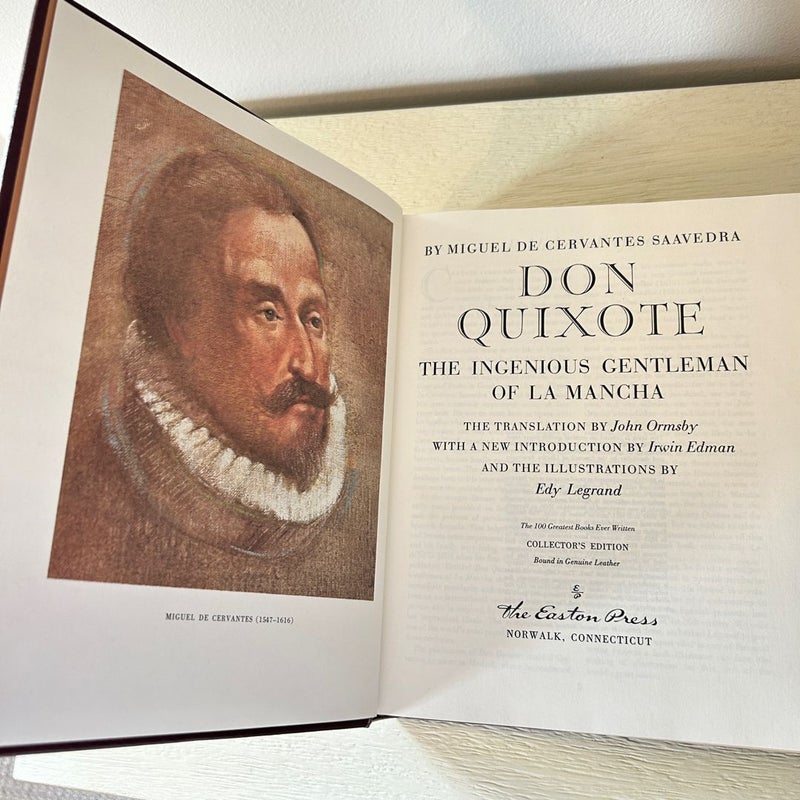 MIGUEL DE CERVANTES (1547–1616)
BY MIGUEL DE CERVANTES SAAVEDRA
DON
QUIXOTE
THE INGENIOUS GENTLEMAN
OF LA MANCHA
THE TRANSLATION BY John Ormsby
WITH A NEW INTRODUCTION BY Irwin Edman
AND THE ILLUSTRATIONS BY
Edy Legrand
The 100 Greatest Books Ever Written
COLLECTOR'S EDITION
Bound in Genuine Leather
The Easton Press
NORWALK, CONNECTICUT